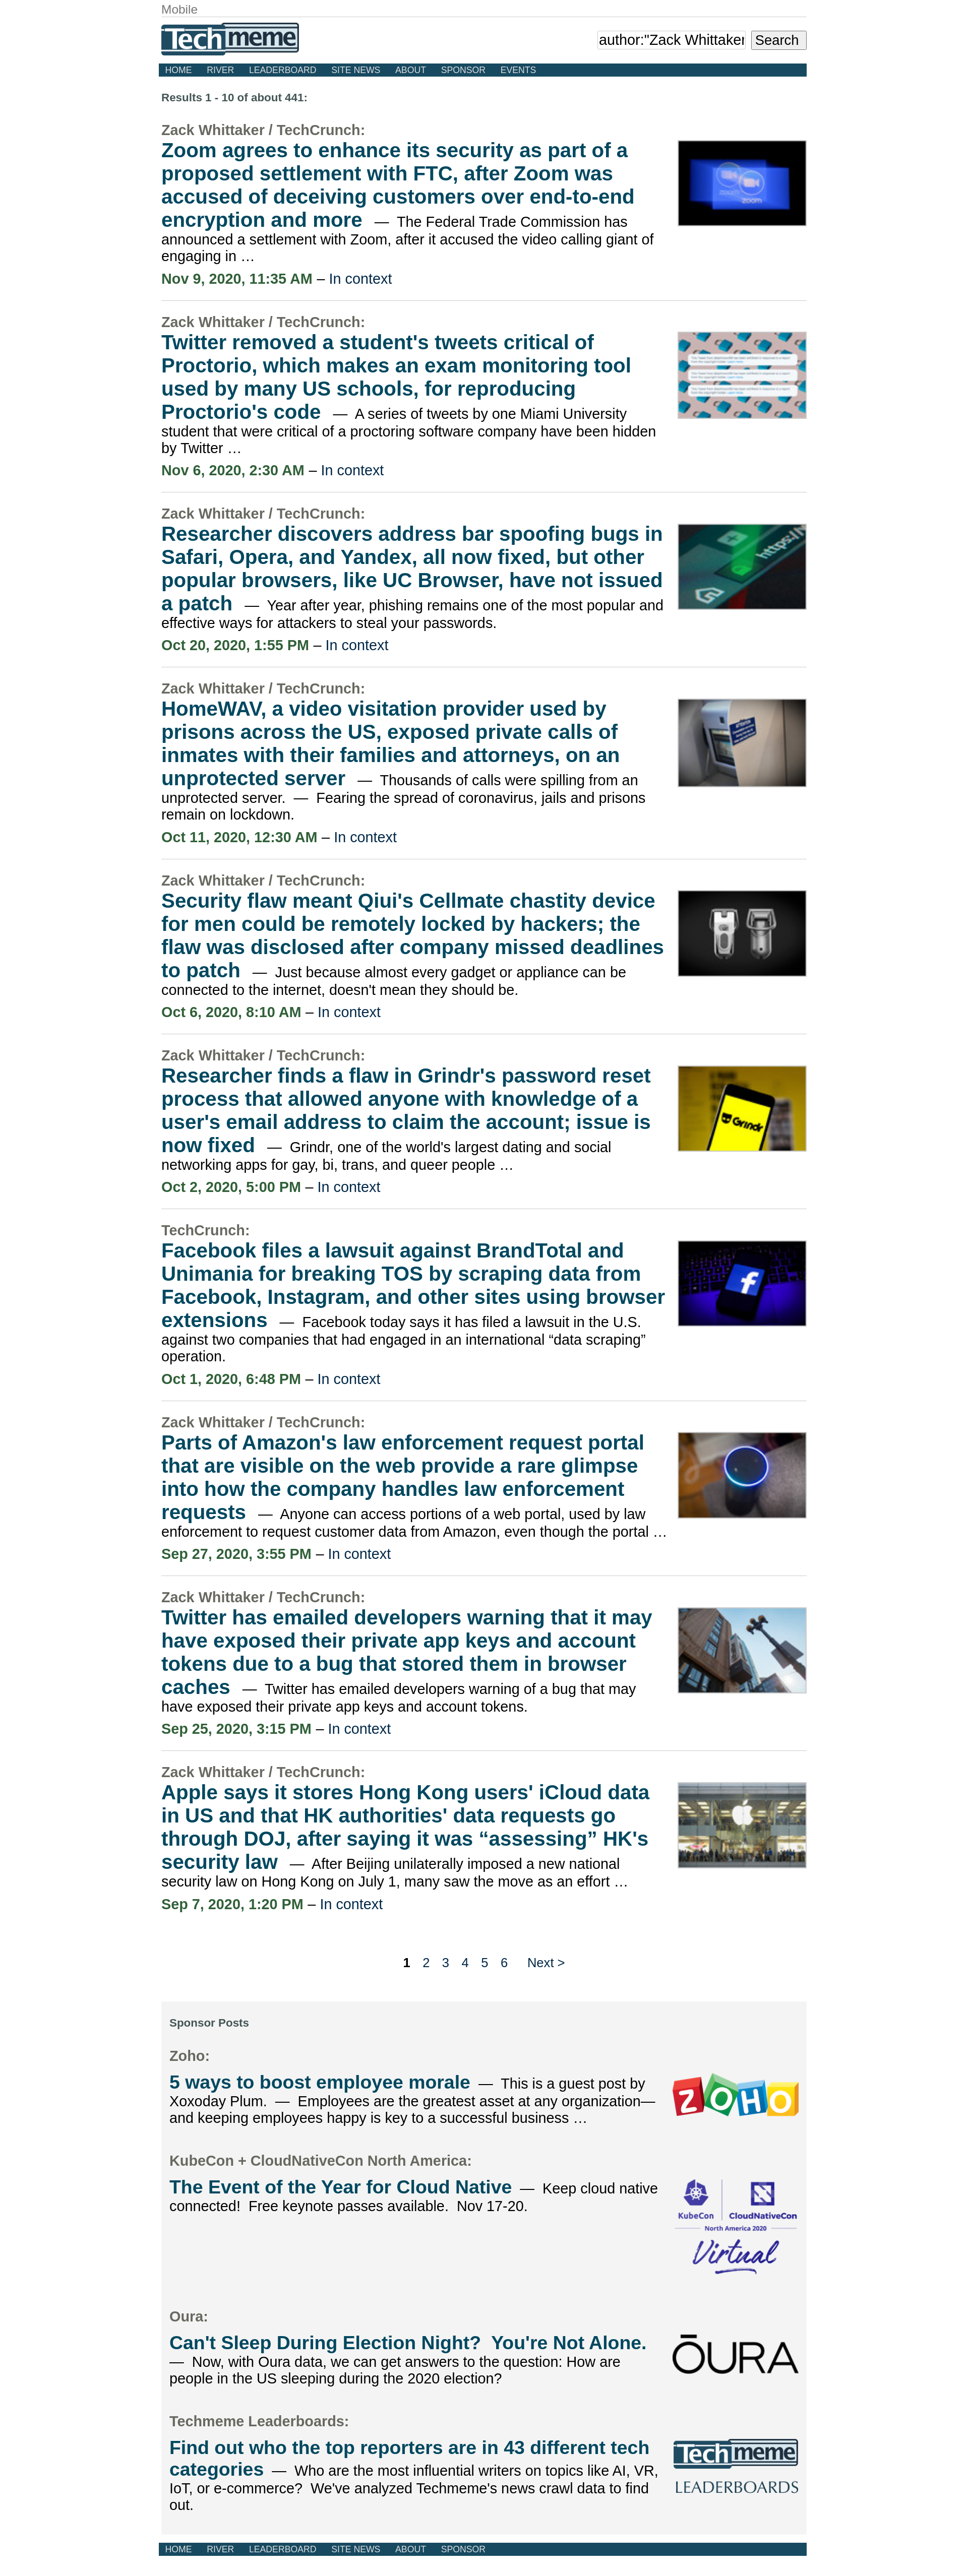 Mobile
Techmeme
author:"Zack Whittaker
Search
HOME RIVER LEADERBOARD SITE NEWS ABOUT SPONSOR EVENTS
Results 1 - 10 of about 441:
Zack Whittaker / TechCrunch:
Zoom agrees to enhance its security as part of a
proposed settlement with FTC, after Zoom was
accused of deceiving customers over end-to-end
encryption and more — The Federal Trade Commission has
announced a settlement with Zoom, after it accused the video calling giant of
engaging in …
Nov 9, 2020, 11:35 AM – In context
zoom
Zack Whittaker / TechCrunch:
Twitter removed a student's tweets critical of
Proctorio, which makes an exam monitoring tool
used by many US schools, for reproducing
Proctorio's code — A series of tweets by one Miami University
student that were critical of a proctoring software company have been hidden
by Twitter …
Nov 6, 2020, 2:30 AM – In context
Zack Whittaker / TechCrunch:
Researcher discovers address bar spoofing bugs in
Safari, Opera, and Yandex, all now fixed, but other
popular browsers, like UC Browser, have not issued
a patch — Year after year, phishing remains one of the most popular and
effective ways for attackers to steal your passwords.
Oct 20, 2020, 1:55 PM – In context
https://
Zack Whittaker / TechCrunch:
HomeWAV, a video visitation provider used by
prisons across the US, exposed private calls of
inmates with their families and attorneys, on an
unprotected server — Thousands of calls were spilling from an
unprotected server. — Fearing the spread of coronavirus, jails and prisons
remain on lockdown.
Oct 11, 2020, 12:30 AM – In context
Zack Whittaker / TechCrunch:
Security flaw meant Qiui's Cellmate chastity device
for men could be remotely locked by hackers; the
flaw was disclosed after company missed deadlines
to patch — Just because almost every gadget or appliance can be
connected to the internet, doesn't mean they should be.
Oct 6, 2020, 8:10 AM – In context
Zack Whittaker / TechCrunch:
Researcher finds a flaw in Grindr's password reset
process that allowed anyone with knowledge of a
user's email address to claim the account; issue is
now fixed — Grindr, one of the world's largest dating and social
networking apps for gay, bi, trans, and queer people …
Oct 2, 2020, 5:00 PM – In context
Grindr
TechCrunch:
Facebook files a lawsuit against BrandTotal and
Unimania for breaking TOS by scraping data from
Facebook, Instagram, and other sites using browser
extensions — Facebook today says it has filed a lawsuit in the U.S.
against two companies that had engaged in an international “data scraping”
operation.
Oct 1, 2020, 6:48 PM – In context
Zack Whittaker / TechCrunch:
Parts of Amazon's law enforcement request portal
that are visible on the web provide a rare glimpse
into how the company handles law enforcement
requests — Anyone can access portions of a web portal, used by law
enforcement to request customer data from Amazon, even though the portal …
Sep 27, 2020, 3:55 PM – In context
Zack Whittaker / TechCrunch:
Twitter has emailed developers warning that it may
have exposed their private app keys and account
tokens due to a bug that stored them in browser
caches — Twitter has emailed developers warning of a bug that may
have exposed their private app keys and account tokens.
Sep 25, 2020, 3:15 PM – In context
Zack Whittaker / TechCrunch:
Apple says it stores Hong Kong users' iCloud data
in US and that HK authorities' data requests go
through DOJ, after saying it was “assessing” HK's
security law — After Beijing unilaterally imposed a new national
security law on Hong Kong on July 1, many saw the move as an effort …
Sep 7, 2020, 1:20 PM – In context
1 2 3 4 5 6 Next >
Sponsor Posts
Zoho:
5 ways to boost employee morale — This is a guest post by
Xoxoday Plum. — Employees are the greatest asset at any organization—
and keeping employees happy is key to a successful business …
ZOHO
KubeCon + CloudNativeCon North America:
The Event of the Year for Cloud Native — Keep cloud native
connected! Free keynote passes available. Nov 17-20.
KubeCon CloudNativeCon
North America 2020
Virtual
Oura:
Can't Sleep During Election Night? You're Not Alone.
— Now, with Oura data, we can get answers to the question: How are
people in the US sleeping during the 2020 election?
ŌURA
Techmeme Leaderboards:
Find out who the top reporters are in 43 different tech
categories — Who are the most influential writers on topics like AI, VR,
IoT, or e-commerce? We've analyzed Techmeme's news crawl data to find
out.
Techmeme
LEADERBOARDS
HOME RIVER LEADERBOARD SITE NEWS ABOUT SPONSOR